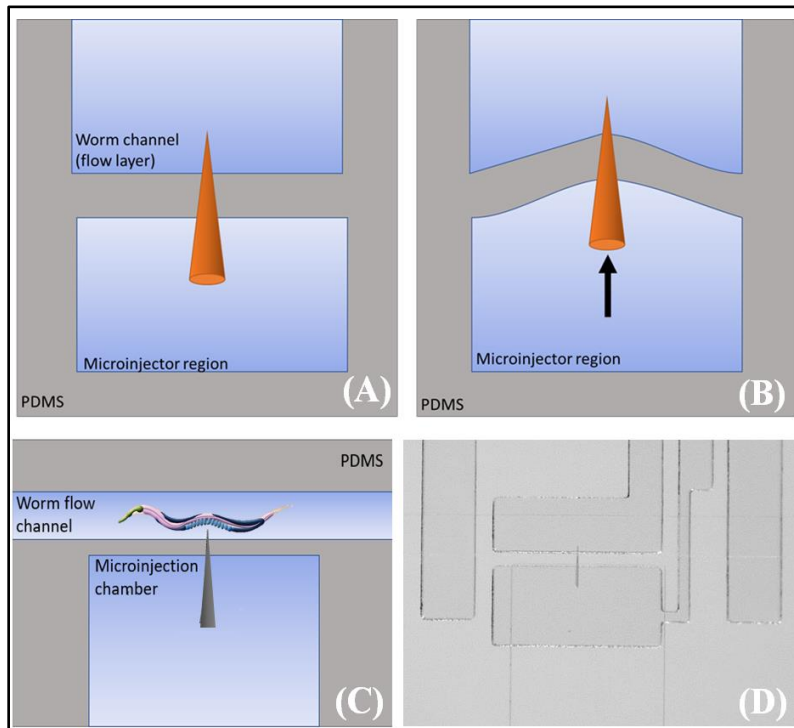 Worm channel
(flow layer)
Microinjector region
PDMS
(A)
Microinjector region
PDMS
(B)
PDMS
Worm flow
channel
Microinjection
chamber
(C)
(D)